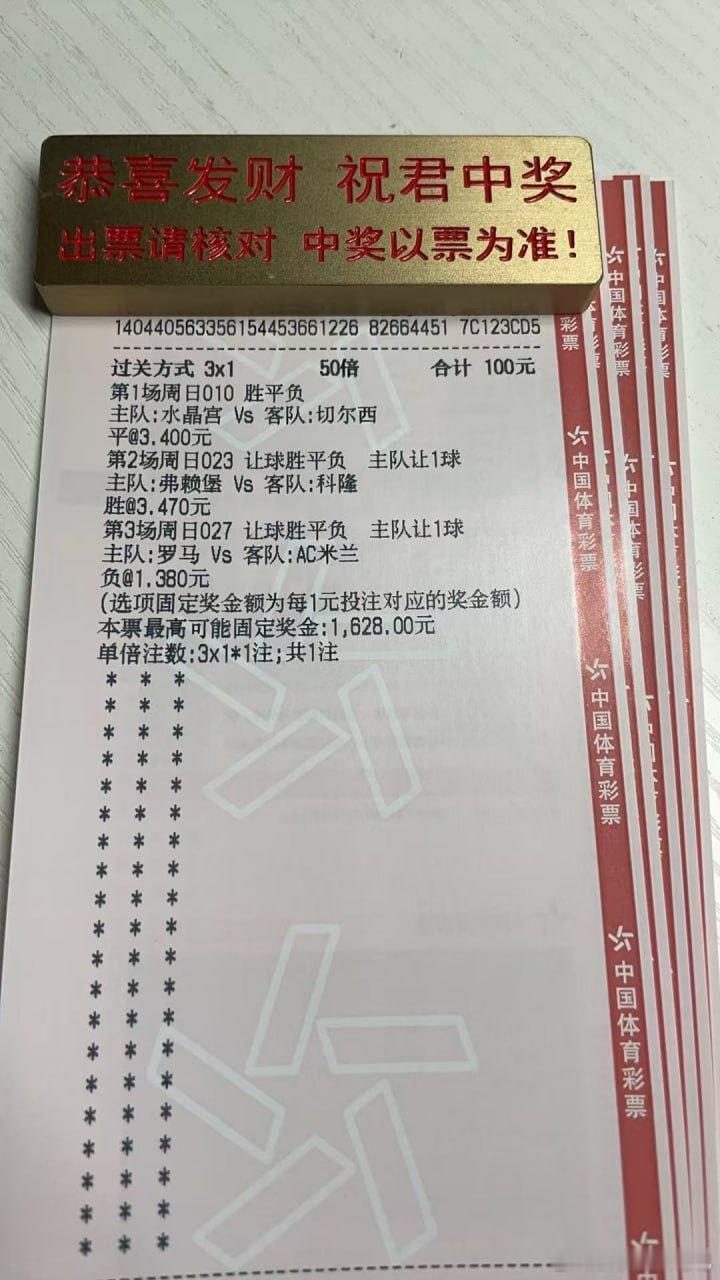 恭喜发财 祝君中奖
出票请核对 中奖以票为准!
140440563356154453661226 82664451 7C123CD5
过关方式 3x1 50倍 合计 100元
第1场周日010 胜平负
主队:水晶宫 Vs 客队:切尔西
平@3.400元
第2场周日023 让球胜平负 主队让1球
主队:弗赖堡 Vs 客队:科隆
胜@3.470元
第3场周日027 让球胜平负 主队让1球
主队:罗马 Vs 客队:AC米兰
负@1.380元
(选项固定奖金额为每1元投注对应的奖金额)
本票最高可能固定奖金:1,628.00元
单倍注数:3x1*1注;共1注
彩票
中国体育彩票
中国体育彩票
中国体育彩票
中国体育彩票
中国体育彩票